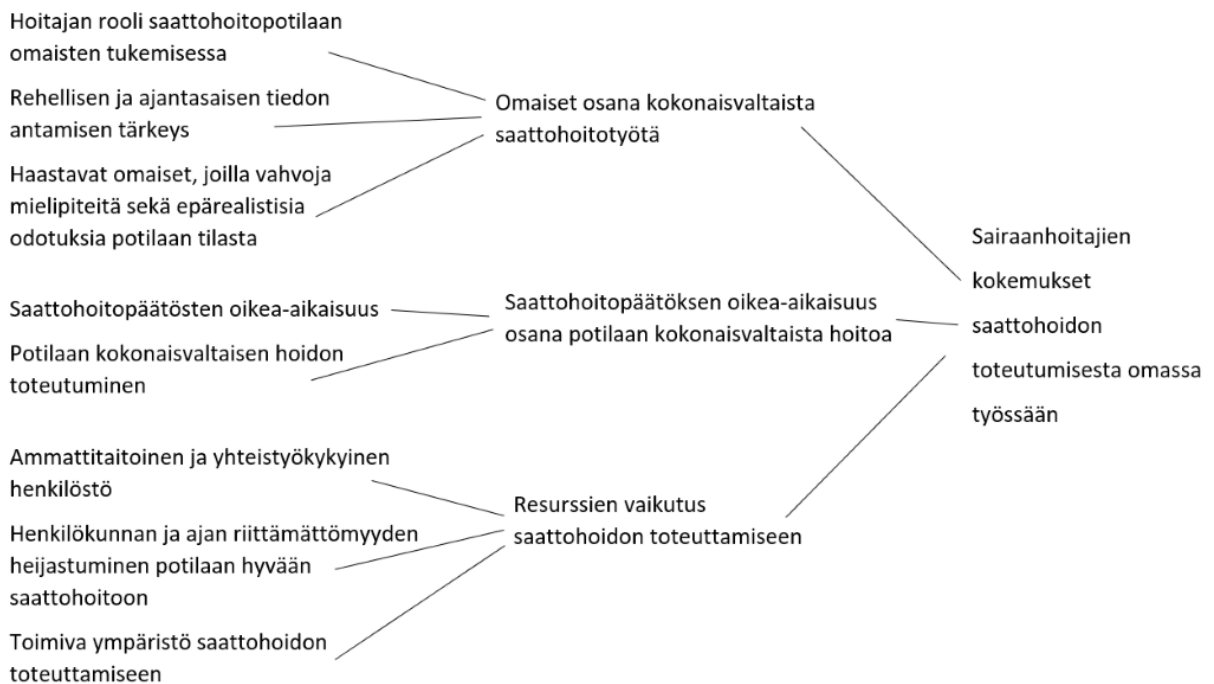 Hoitajan rooli saattohoitopotilaan
omaisten tukemisessa
Rehellisen ja ajantasaisen tiedon
antamisen tärkeys
Haastavat omaiset, joilla vahvoja
mielipiteitä sekä epärealistisia
odotuksia potilaan tilasta
Saattohoitopäätösten oikea-aikaisuus
Potilaan kokonaisvaltaisen hoidon
toteutuminen
Ammattitaitoinen ja yhteistyökykyinen
henkilöstö
Henkilökunnan ja ajan riittämättömyyden
heijastuminen potilaan hyvään
saattohoitoon
Toimiva ympäristö saattohoidon
toteuttamiseen
Omaiset osana kokonaisvaltaista
saattohoitotyötä
Saattohoitopäätöksen oikea-aikaisuus
osana potilaan kokonaisvaltaista hoitoa
Resurssien vaikutus
saattohoidon toteuttamiseen
Sairaanhoitajien
kokemukset
saattohoidon
toteutumisesta omassa
työssään